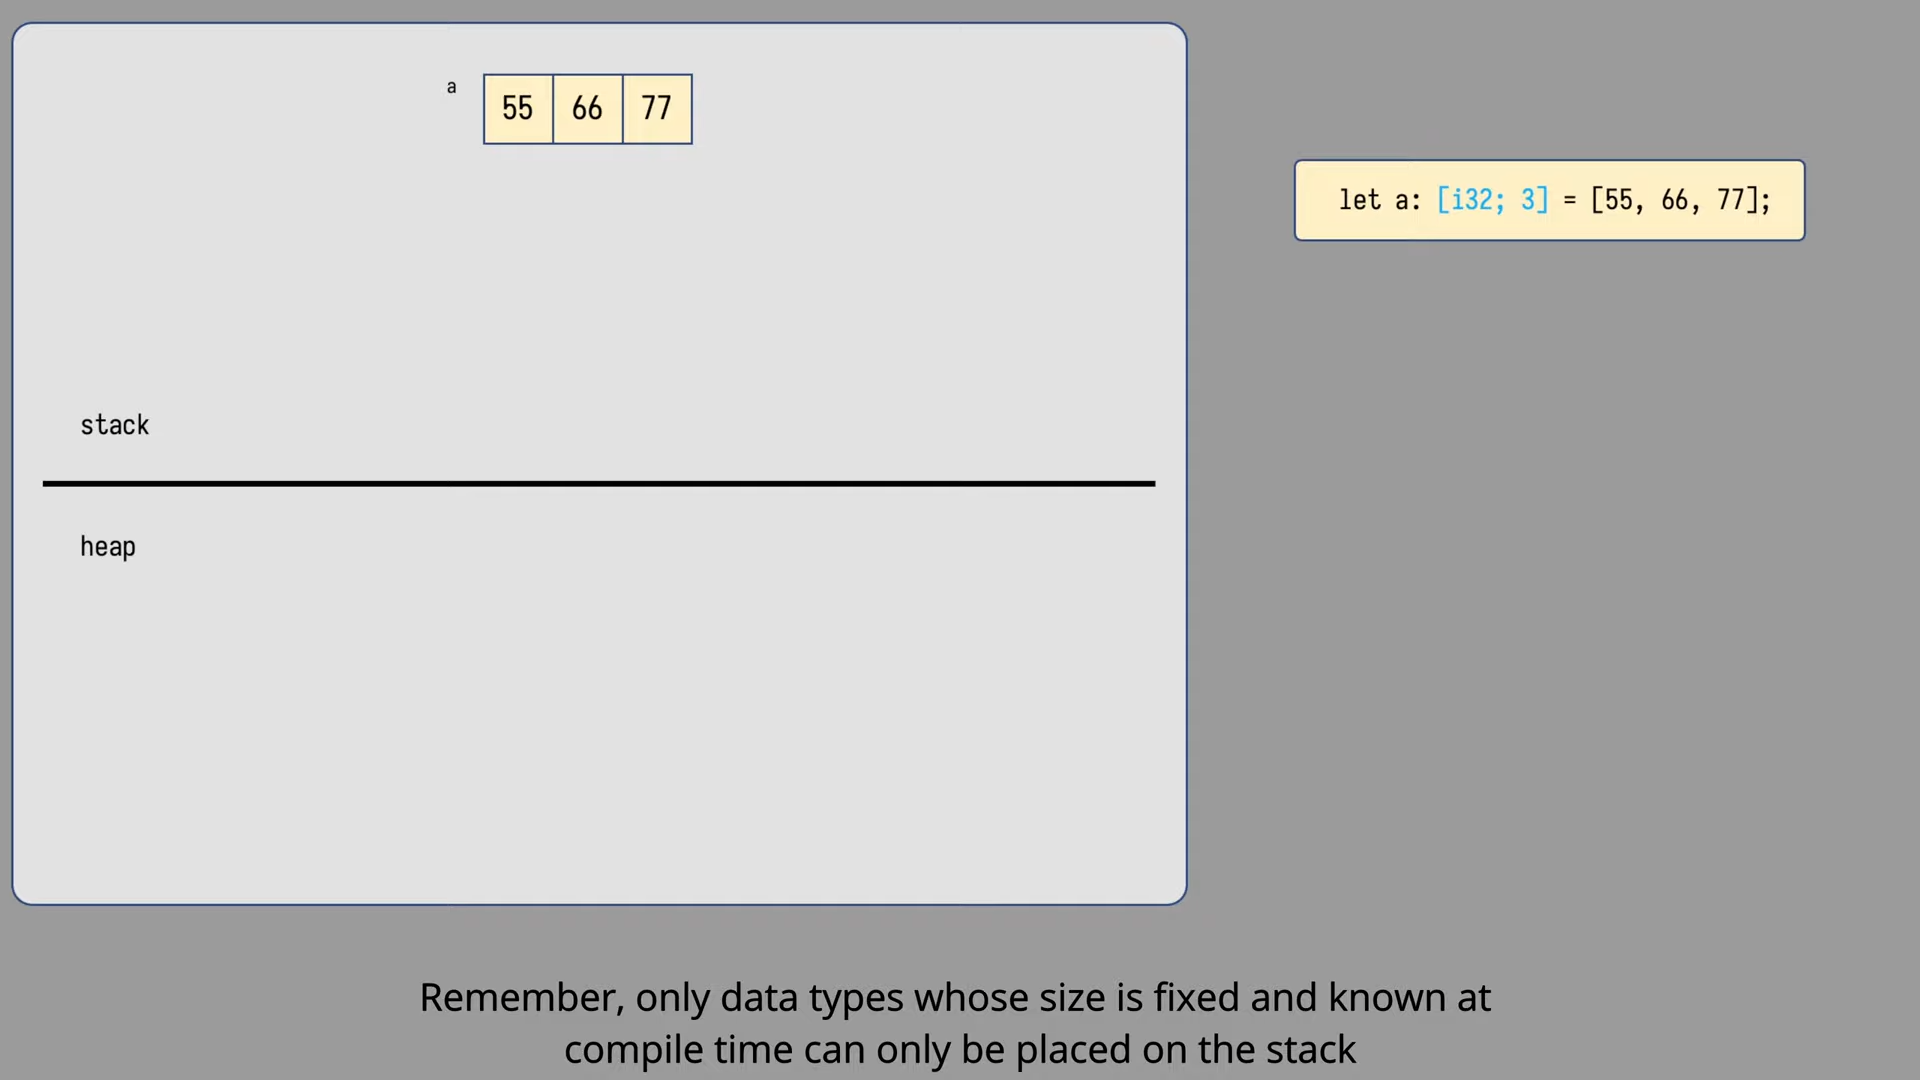 a
55 66 77
let a: [i32; 3] = [55, 66, 77];
stack
heap
Remember, only data types whose size is fixed and known at
compile time can only be placed on the stack